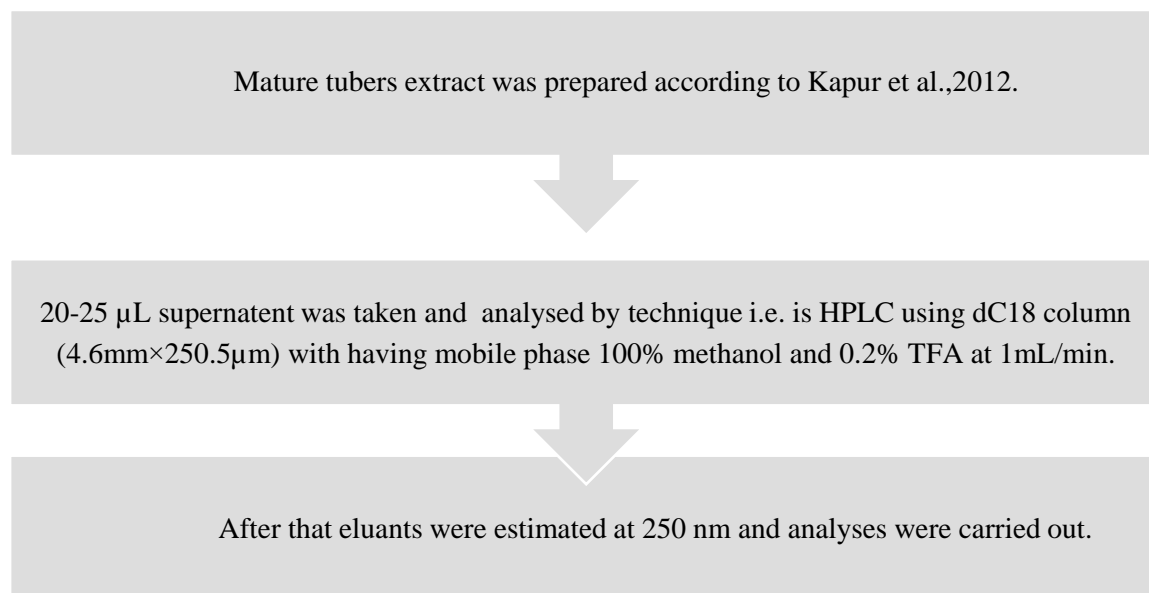 Mature tubers extract was prepared according to Kapur et al.,2012.
20-25 µL supernatent was taken and  analysed by technique i.e. is HPLC using dC18 column
(4.6mm×250.5µm) with having mobile phase 100% methanol and 0.2% TFA at 1mL/min.
After that eluants were estimated at 250 nm and analyses were carried out.